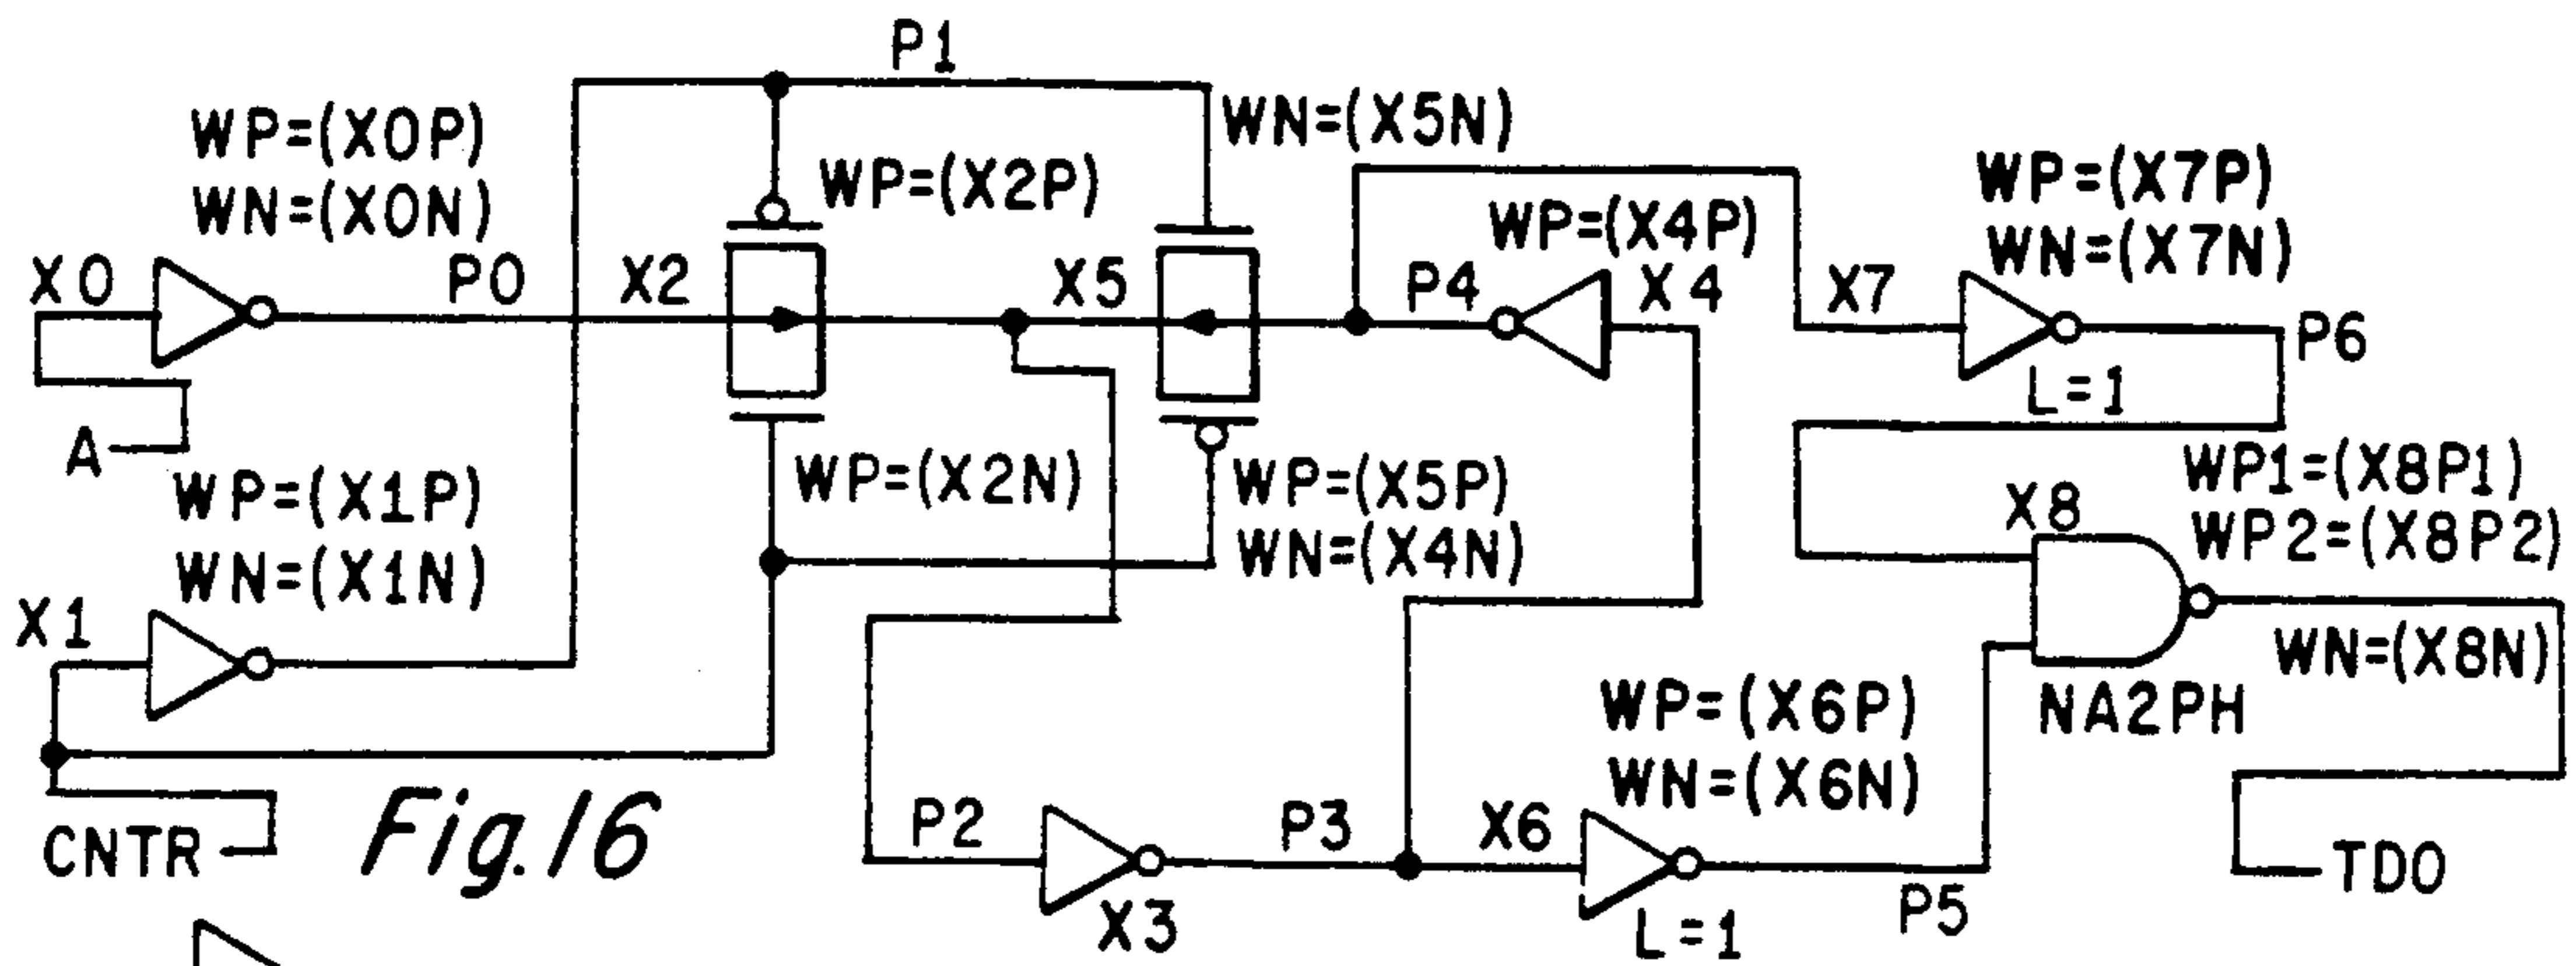 P1
WP=(X0P)
WN=(X0N)
WN=(X5N)
WP=(X2P)
WP=(X7P)
WN=(X7N)
WP=(X4P)
X0
P0
X2
X5
P4
X4
X7
P6
L=1
A
WP=(X1P)
WN=(X1N)
WP=(X2N)
WP=(X5P)
WN=(X4N)
WP1=(X8P1)
WP2=(X8P2)
X8
X1
WN=(X8N)
NA2PH
WP=(X6P)
WN=(X6N)
CNTR
Fig.16
P2
P3
X6
TDO
X3
L=1
P5